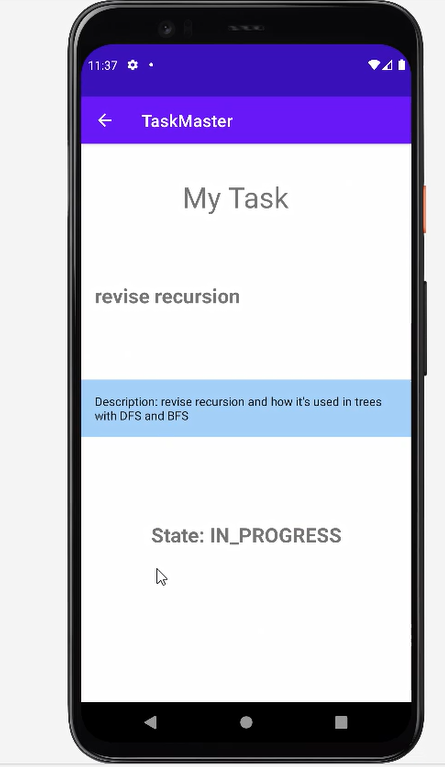 11:37
TaskMaster
My Task
revise recursion
Description: revise recursion and how it's used in trees
with DFS and BFS
State: IN_PROGRESS